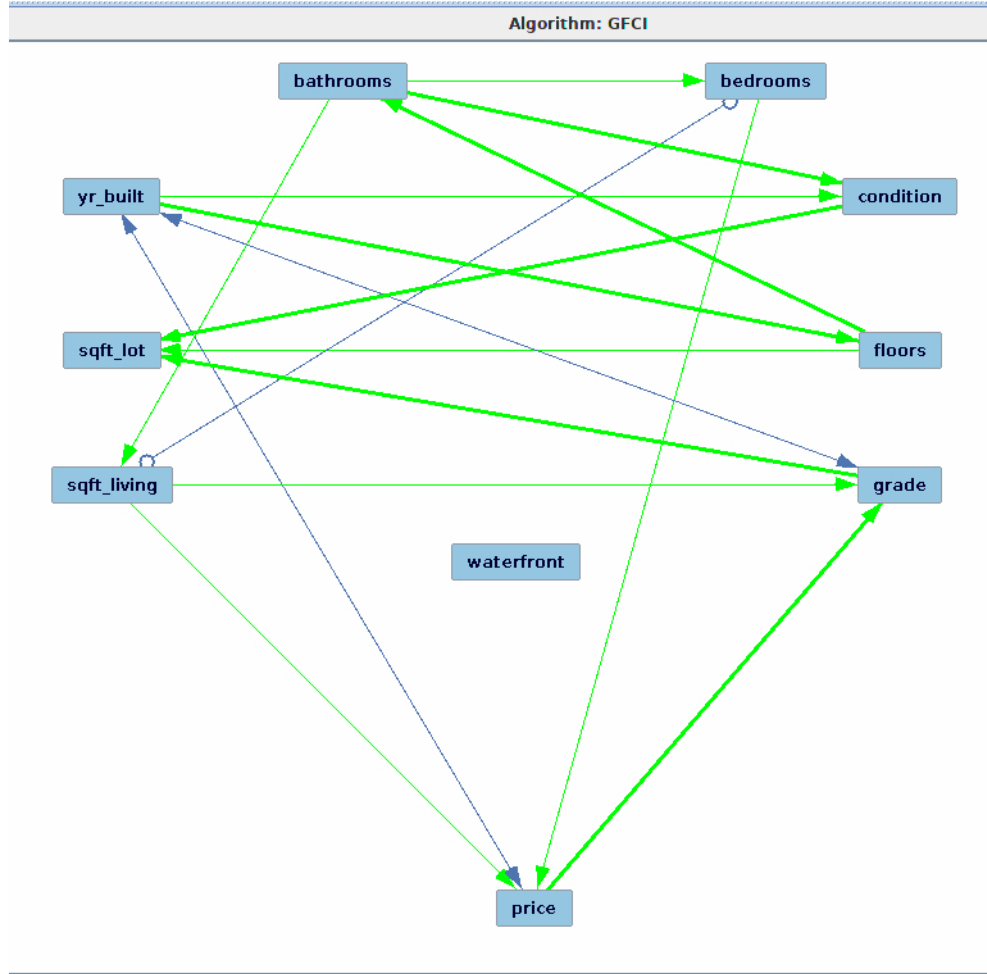 Algorithm: GFCI
bathrooms
bedrooms
yr_built
condition
sqft_lot
floors
sqft_living
grade
waterfront
price